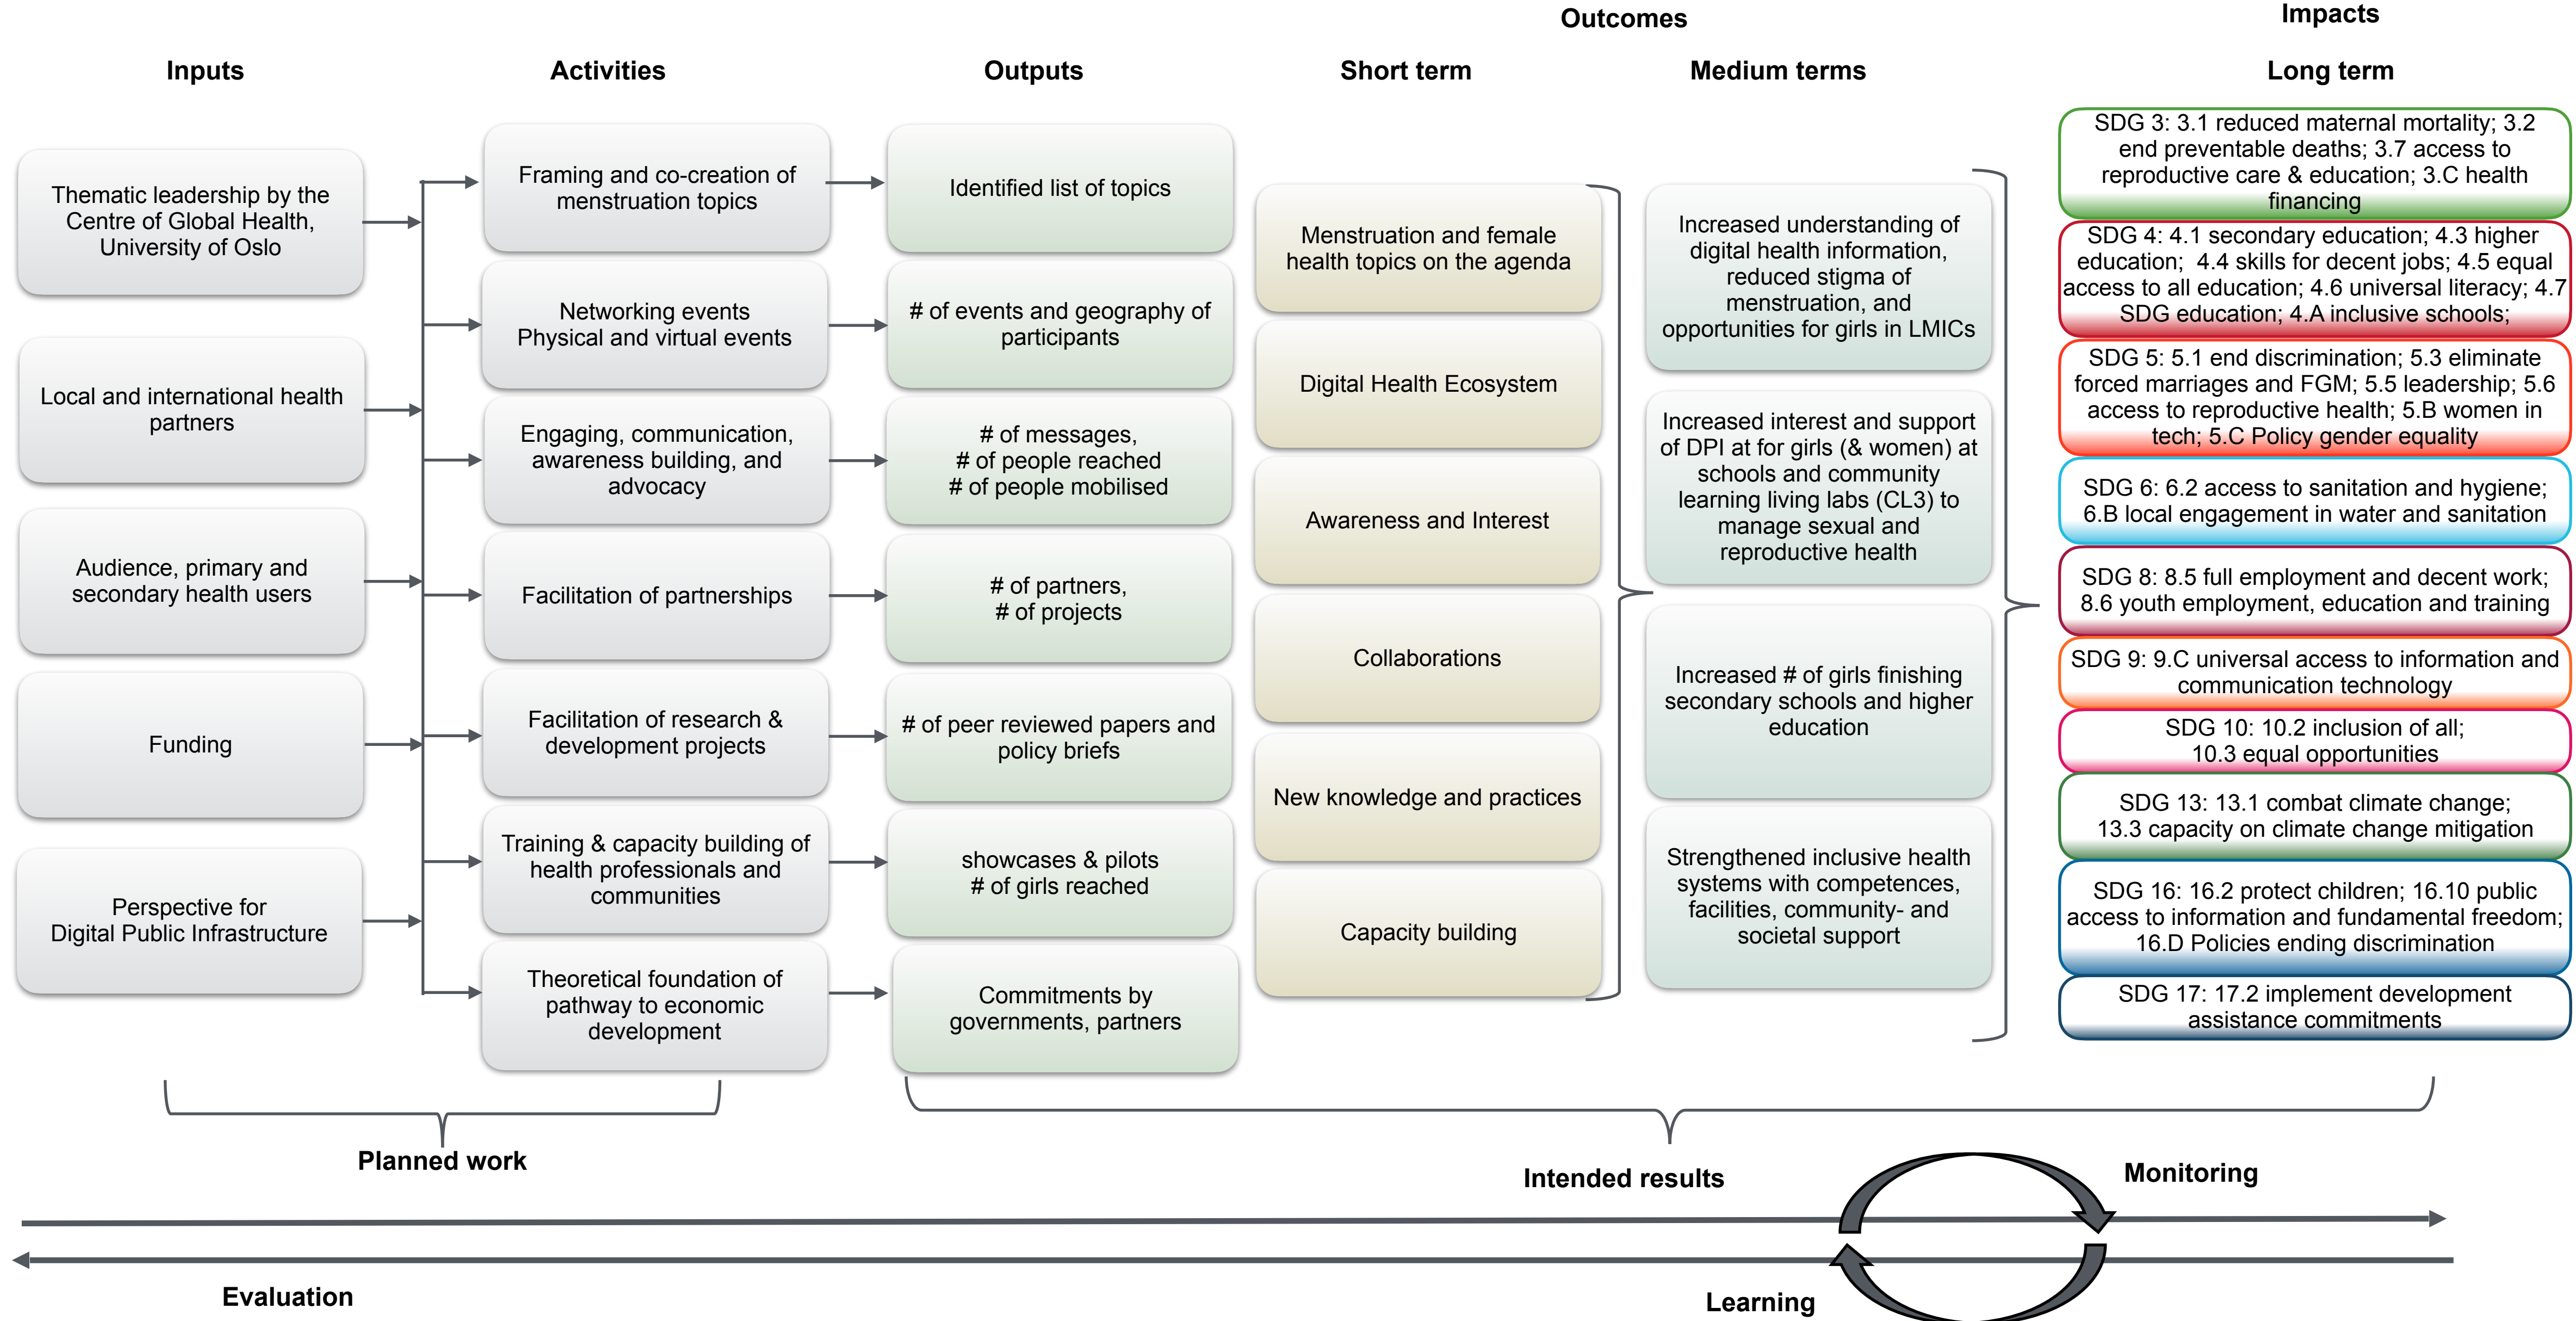 Outcomes
Impacts
Inputs
Activities
Outputs
Short term
Medium terms
Long term
Thematic leadership by the
Centre of Global Health,
University of Oslo
Local and international health
partners
Audience, primary and
secondary health users
Funding
Perspective for
Digital Public Infrastructure
Framing and co-creation of
menstruation topics
Networking events
Physical and virtual events
Engaging, communication,
awareness building, and
advocacy
Facilitation of partnerships
Facilitation of research &
development projects
Training & capacity building of
health professionals and
communities
Theoretical foundation of
pathway to economic
development
Identified list of topics
# of events and geography of
participants
# of messages,
# of people reached
# of people mobilised
# of partners,
# of projects
# of peer reviewed papers and
policy briefs
showcases & pilots
# of girls reached
Commitments by
governments, partners
Menstruation and female
health topics on the agenda
Digital Health Ecosystem
Awareness and Interest
Collaborations
New knowledge and practices
Capacity building
Increased understanding of
digital health information,
reduced stigma of
menstruation, and
opportunities for girls in LMICs
Increased interest and support
of DPI at for girls (& women) at
schools and community
learning living labs (CL3) to
manage sexual and
reproductive health
Increased # of girls finishing
secondary schools and higher
education
Strengthened inclusive health
systems with competences,
facilities, community- and
societal support
SDG 3: 3.1 reduced maternal mortality; 3.2
end preventable deaths; 3.7 access to
reproductive care & education; 3.C health
financing
SDG 4: 4.1 secondary education; 4.3 higher
education;  4.4 skills for decent jobs; 4.5 equal
access to all education; 4.6 universal literacy; 4.7
SDG education; 4.A inclusive schools;
SDG 5: 5.1 end discrimination; 5.3 eliminate
forced marriages and FGM; 5.5 leadership; 5.6
access to reproductive health; 5.B women in
tech; 5.C Policy gender equality
SDG 6: 6.2 access to sanitation and hygiene;
6.B local engagement in water and sanitation
SDG 8: 8.5 full employment and decent work;
8.6 youth employment, education and training
SDG 9: 9.C universal access to information and
communication technology
SDG 10: 10.2 inclusion of all;
10.3 equal opportunities
SDG 13: 13.1 combat climate change;
13.3 capacity on climate change mitigation
SDG 16: 16.2 protect children; 16.10 public
access to information and fundamental freedom;
16.D Policies ending discrimination
SDG 17: 17.2 implement development
assistance commitments
Planned work
Intended results
Monitoring
Evaluation
Learning